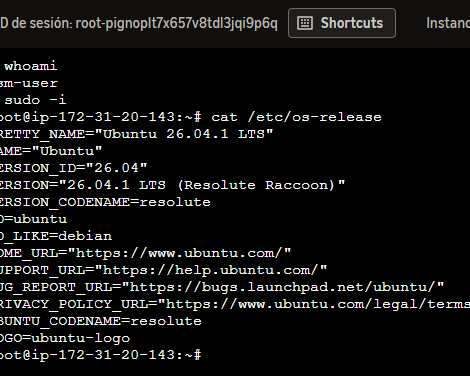 D de sesión: root-pignoplt7x657v8tdl3jqi9p6q Shortcuts Instanc
whoami
sm-user
sudo -i
oot@ip-172-31-20-143:~# cat /etc/os-release
RETTY_NAME="Ubuntu 26.04.1 LTS"
AME="Ubuntu"
ERSION_ID="26.04"
ERSION="26.04.1 LTS (Resolute Raccoon)"
ERSION_CODENAME=resolute
D=ubuntu
D_LIKE=debian
OME_URL="https://www.ubuntu.com/"
UPPORT_URL="https://help.ubuntu.com/"
UG_REPORT_URL="https://bugs.launchpad.net/ubuntu/"
RIVACY_POLICY_URL="https://www.ubuntu.com/legal/terms
BUNTU_CODENAME=resolute
OGO=ubuntu-logo
oot@ip-172-31-20-143:~#